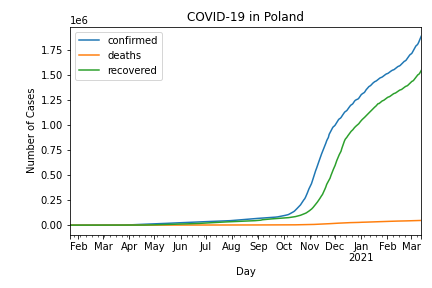 COVID-19 in Poland
1e6
confirmed
deaths
recovered
1.75
1.50
1.25
1.00
0.75
0.50
0.25
0.00
Number of Cases
Feb Mar Apr May Jun Jul Aug Sep Oct Nov Dec Jan Feb Mar
2021
Day